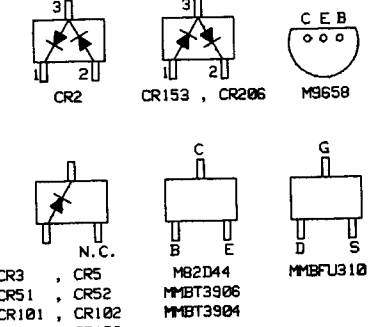 3 3 C E B
1 2 1 2
CR2 CR153 , CR206 M9658
C G
N.C. B E D S
CR3 , CR5 M82D44 MMBFU310
CR51 , CR52 MMBT3906
CR101 , CR102 MMBT3904